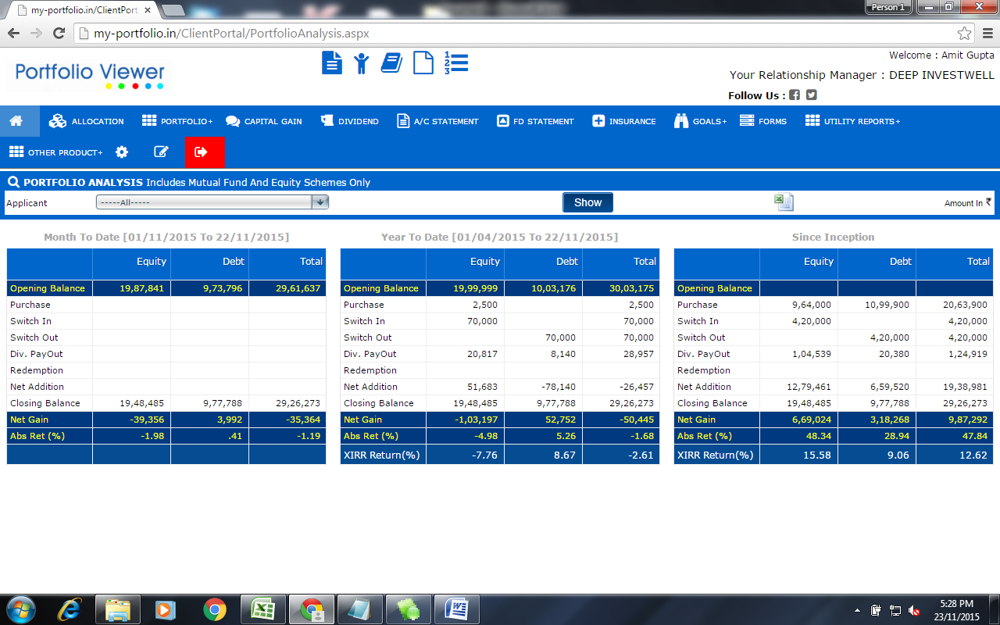 Person 1
my-portfolio.in/ClientPort
my-portfolio.in/ClientPortal/PortfolioAnalysis.aspx
Portfolio Viewer
1
2
3
Welcome : Amit Gupta
Your Relationship Manager : DEEP INVESTWELL
Follow Us :
ALLOCATION PORTFOLIO+ CAPITAL GAIN DIVIDEND A/C STATEMENT FD STATEMENT INSURANCE GOALS+ FORMS UTILITY REPORTS+
OTHER PRODUCT+
PORTFOLIO ANALYSIS Includes Mutual Fund And Equity Schemes Only
Applicant -----All----- Show Amount In ₹
Month To Date [01/11/2015 To 22/11/2015] Year To Date [01/04/2015 To 22/11/2015] Since Inception
Equity Debt Total Equity Debt Total Equity Debt Total
Opening Balance 19,87,841 9,73,796 29,61,637 Opening Balance 19,99,999 10,03,176 30,03,175 Opening Balance
Purchase Purchase 2,500 2,500 Purchase 9,64,000 10,99,900 20,63,900
Switch In Switch In 70,000 70,000 Switch In 4,20,000 4,20,000
Switch Out Switch Out 70,000 70,000 Switch Out 4,20,000 4,20,000
Div. PayOut Div. PayOut 20,817 8,140 28,957 Div. PayOut 1,04,539 20,380 1,24,919
Redemption Redemption Redemption
Net Addition Net Addition 51,683 -78,140 -26,457 Net Addition 12,79,461 6,59,520 19,38,981
Closing Balance 19,48,485 9,77,788 29,26,273 Closing Balance 19,48,485 9,77,788 29,26,273 Closing Balance 19,48,485 9,77,788 29,26,273
Net Gain -39,356 3,992 -35,364 Net Gain -1,03,197 52,752 -50,445 Net Gain 6,69,024 3,18,268 9,87,292
Abs Ret (%) -1.98 .41 -1.19 Abs Ret (%) -4.98 5.26 -1.68 Abs Ret (%) 48.34 28.94 47.84
XIRR Return(%) -7.76 8.67 -2.61 XIRR Return(%) 15.58 9.06 12.62
5:28 PM
23/11/2015